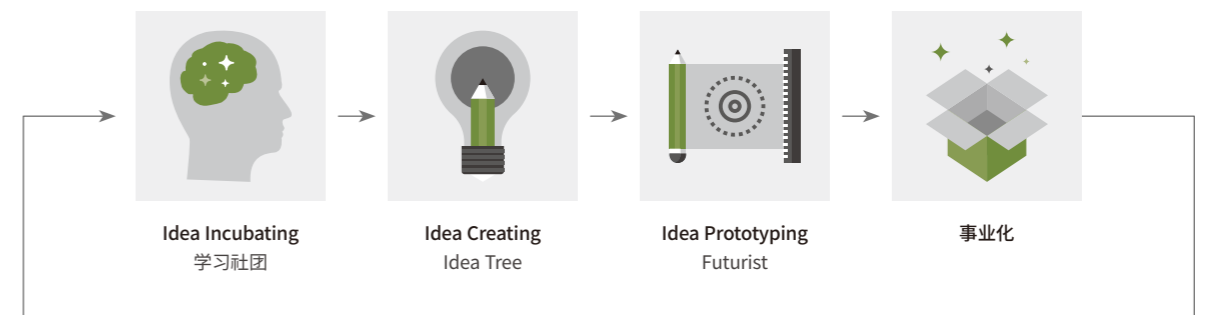 Idea Incubating
学习社团
Idea Creating
Idea Tree
Idea Prototyping
Futurist
事业化